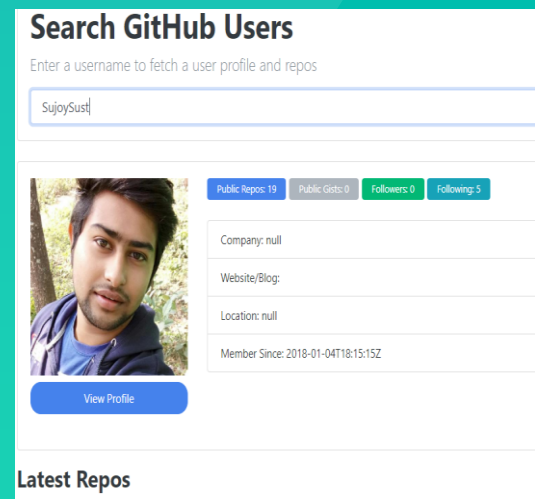 Search GitHub Users
Enter a username to fetch a user profile and repos
SujoySust
Public Repos: 19 Public Gists: 0 Followers: 0 Following: 5
Company: null
Website/Blog:
Location: null
Member Since: 2018-01-04T18:15:15Z
View Profile
Latest Repos